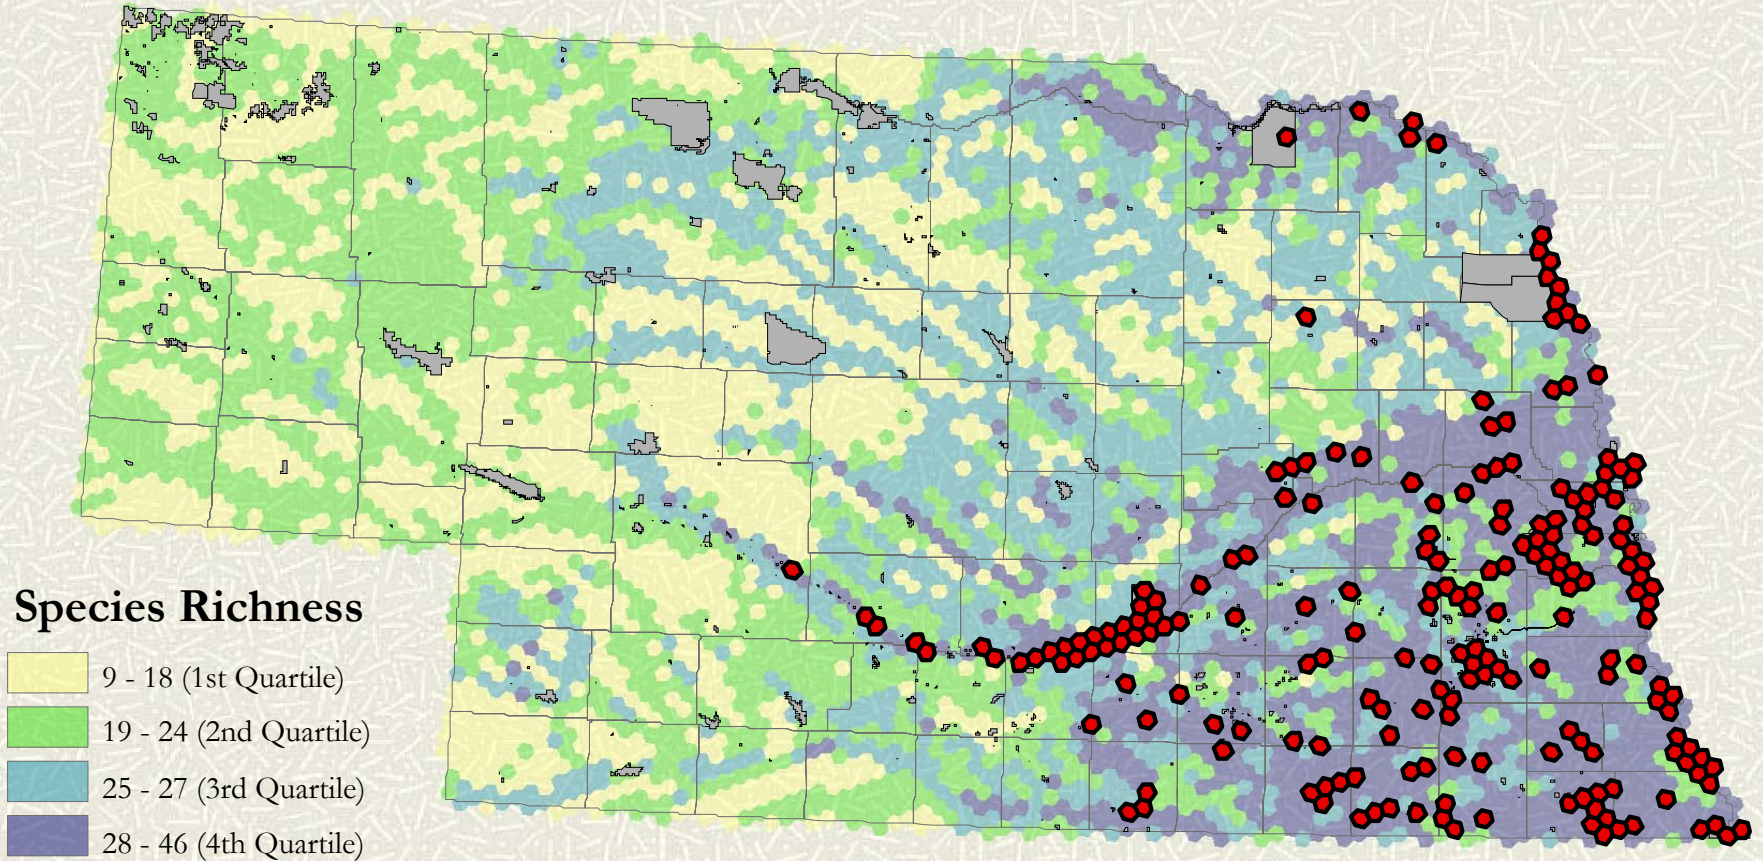 Species Richness
9 - 18 (1st Quartile)
19 - 24 (2nd Quartile)
25 - 27 (3rd Quartile)
28 - 46 (4th Quartile)